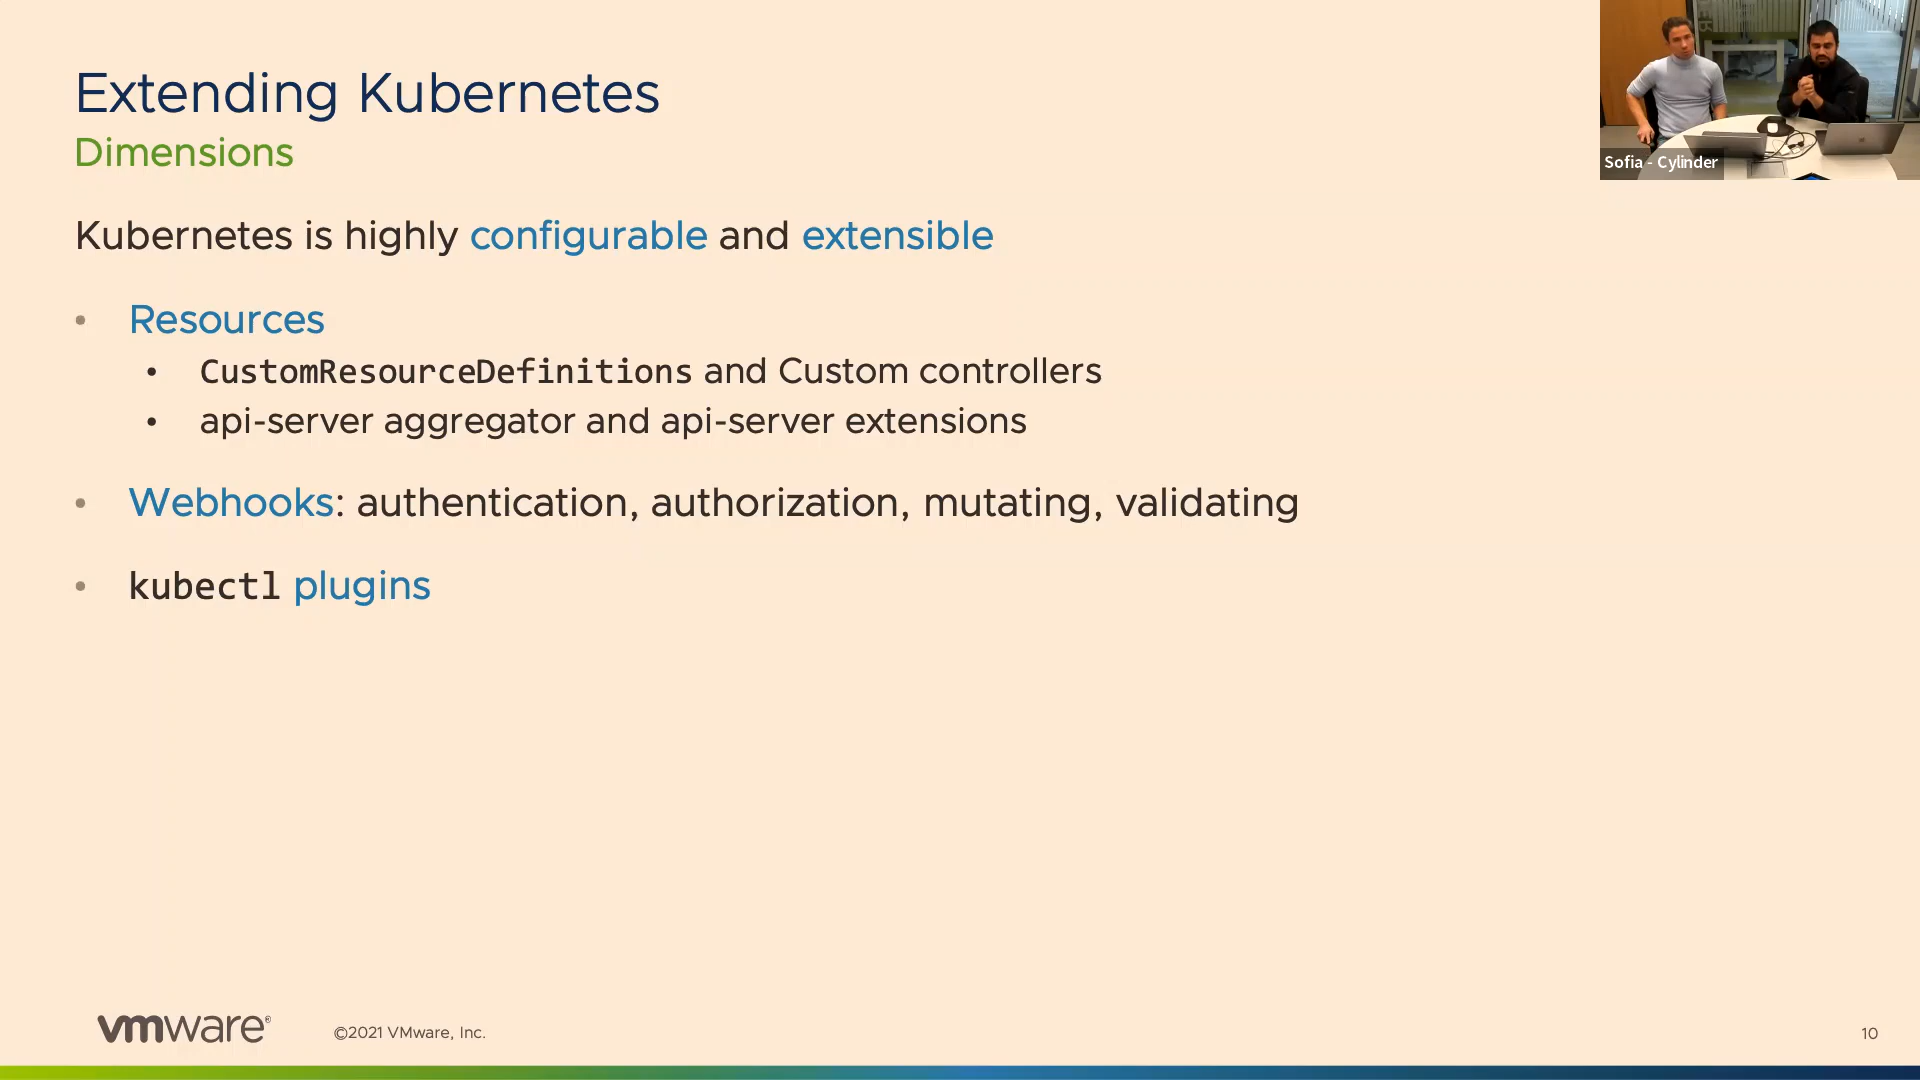 Extending Kubernetes
Dimensions
Kubernetes is highly configurable and extensible
• Resources
• CustomResourceDefinitions and Custom controllers
• api-server aggregator and api-server extensions
• Webhooks: authentication, authorization, mutating, validating
• kubectl plugins
Sofia - Cylinder
vmware®
©2021 VMware, Inc.
10